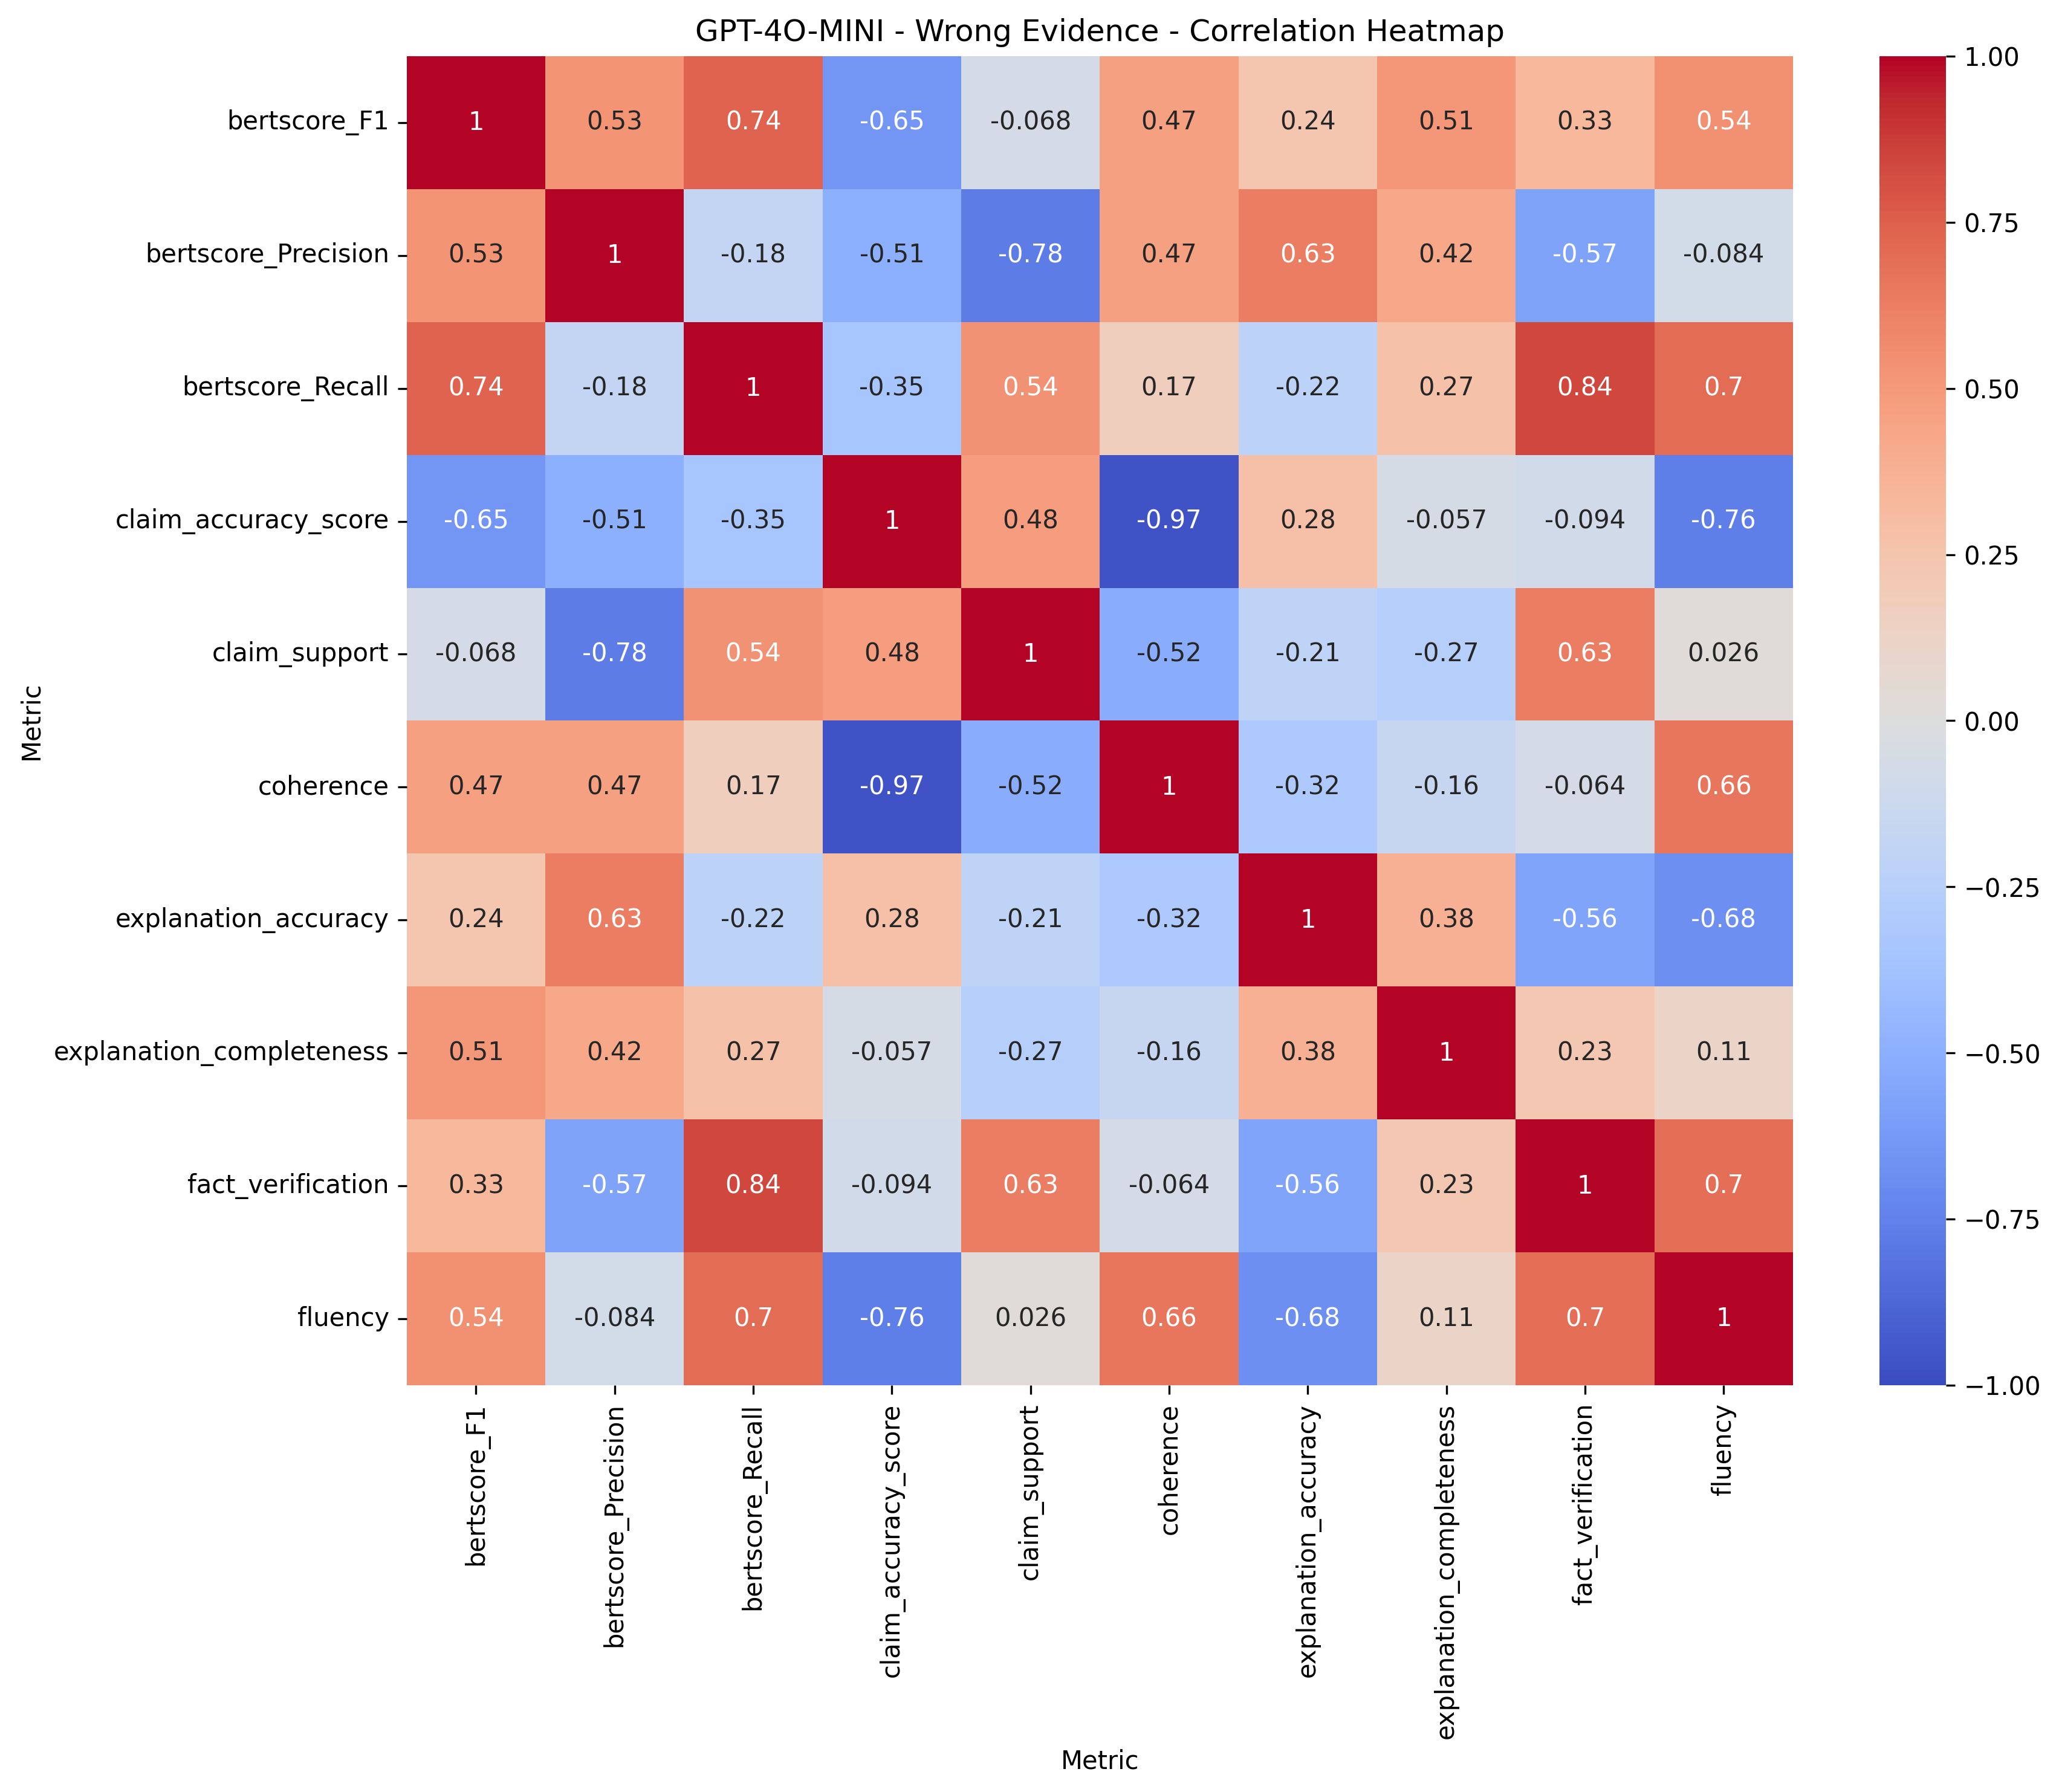 GPT-4O-MINI - Wrong Evidence - Correlation Heatmap
bertscore_F1 1 0.53 0.74 -0.65 -0.068 0.47 0.24 0.51 0.33 0.54
bertscore_Precision 0.53 1 -0.18 -0.51 -0.78 0.47 0.63 0.42 -0.57 -0.084
bertscore_Recall 0.74 -0.18 1 -0.35 0.54 0.17 -0.22 0.27 0.84 0.7
claim_accuracy_score -0.65 -0.51 -0.35 1 0.48 -0.97 0.28 -0.057 -0.094 -0.76
claim_support -0.068 -0.78 0.54 0.48 1 -0.52 -0.21 -0.27 0.63 0.026
coherence 0.47 0.47 0.17 -0.97 -0.52 1 -0.32 -0.16 -0.064 0.66
explanation_accuracy 0.24 0.63 -0.22 0.28 -0.21 -0.32 1 0.38 -0.56 -0.68
explanation_completeness 0.51 0.42 0.27 -0.057 -0.27 -0.16 0.38 1 0.23 0.11
fact_verification 0.33 -0.57 0.84 -0.094 0.63 -0.064 -0.56 0.23 1 0.7
fluency 0.54 -0.084 0.7 -0.76 0.026 0.66 -0.68 0.11 0.7 1
Metric
bertscore_F1
bertscore_Precision
bertscore_Recall
claim_accuracy_score
claim_support
coherence
explanation_accuracy
explanation_completeness
fact_verification
fluency
Metric
1.00
0.75
0.50
0.25
0.00
−0.25
−0.50
−0.75
−1.00